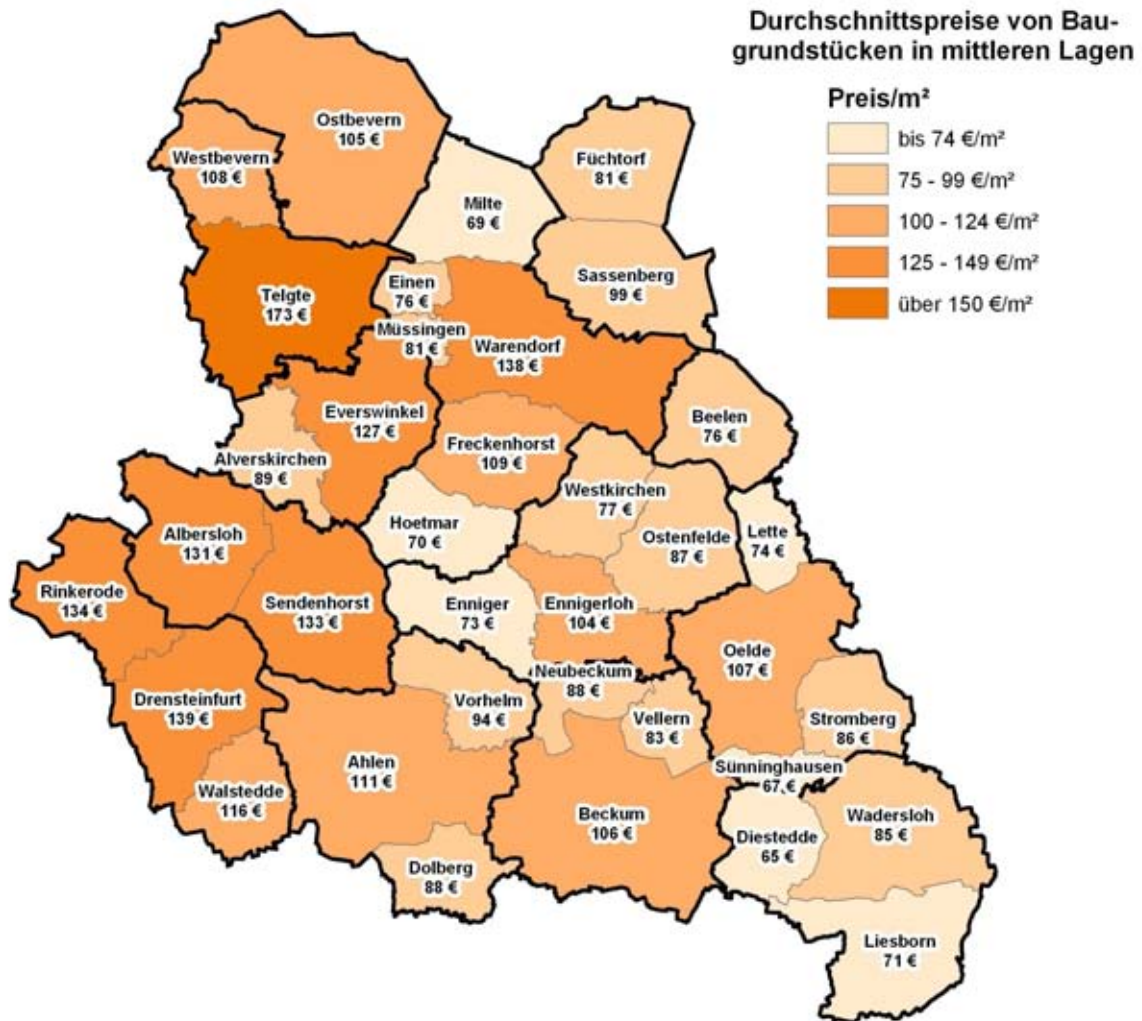 Durchschnittspreise von Bau-
grundstücken in mittleren Lagen
Preis/m²
bis 74 €/m²
75 - 99 €/m²
100 - 124 €/m²
125 - 149 €/m²
über 150 €/m²
Ostbevern
105 €
Westbevern
108 €
Füchtorf
81 €
Milte
69 €
Sassenberg
99 €
Telgte
173 €
Einen
76 €
Müssingen
81 €
Warendorf
138 €
Everswinkel
127 €
Beelen
76 €
Freckenhorst
109 €
Alverskirchen
89 €
Westkirchen
77 €
Hoetmar
70 €
Ostenfelde
87 €
Lette
74 €
Albersloh
131 €
Rinkerode
134 €
Sendenhorst
133 €
Enniger
73 €
Ennigerloh
104 €
Oelde
107 €
Neubeckum
88 €
Drensteinfurt
139 €
Vorhelm
94 €
Vellern
83 €
Stromberg
86 €
Ahlen
111 €
Sünninghausen
67 €
Walstedde
116 €
Beckum
106 €
Wadersloh
85 €
Diestedde
65 €
Dolberg
88 €
Liesborn
71 €